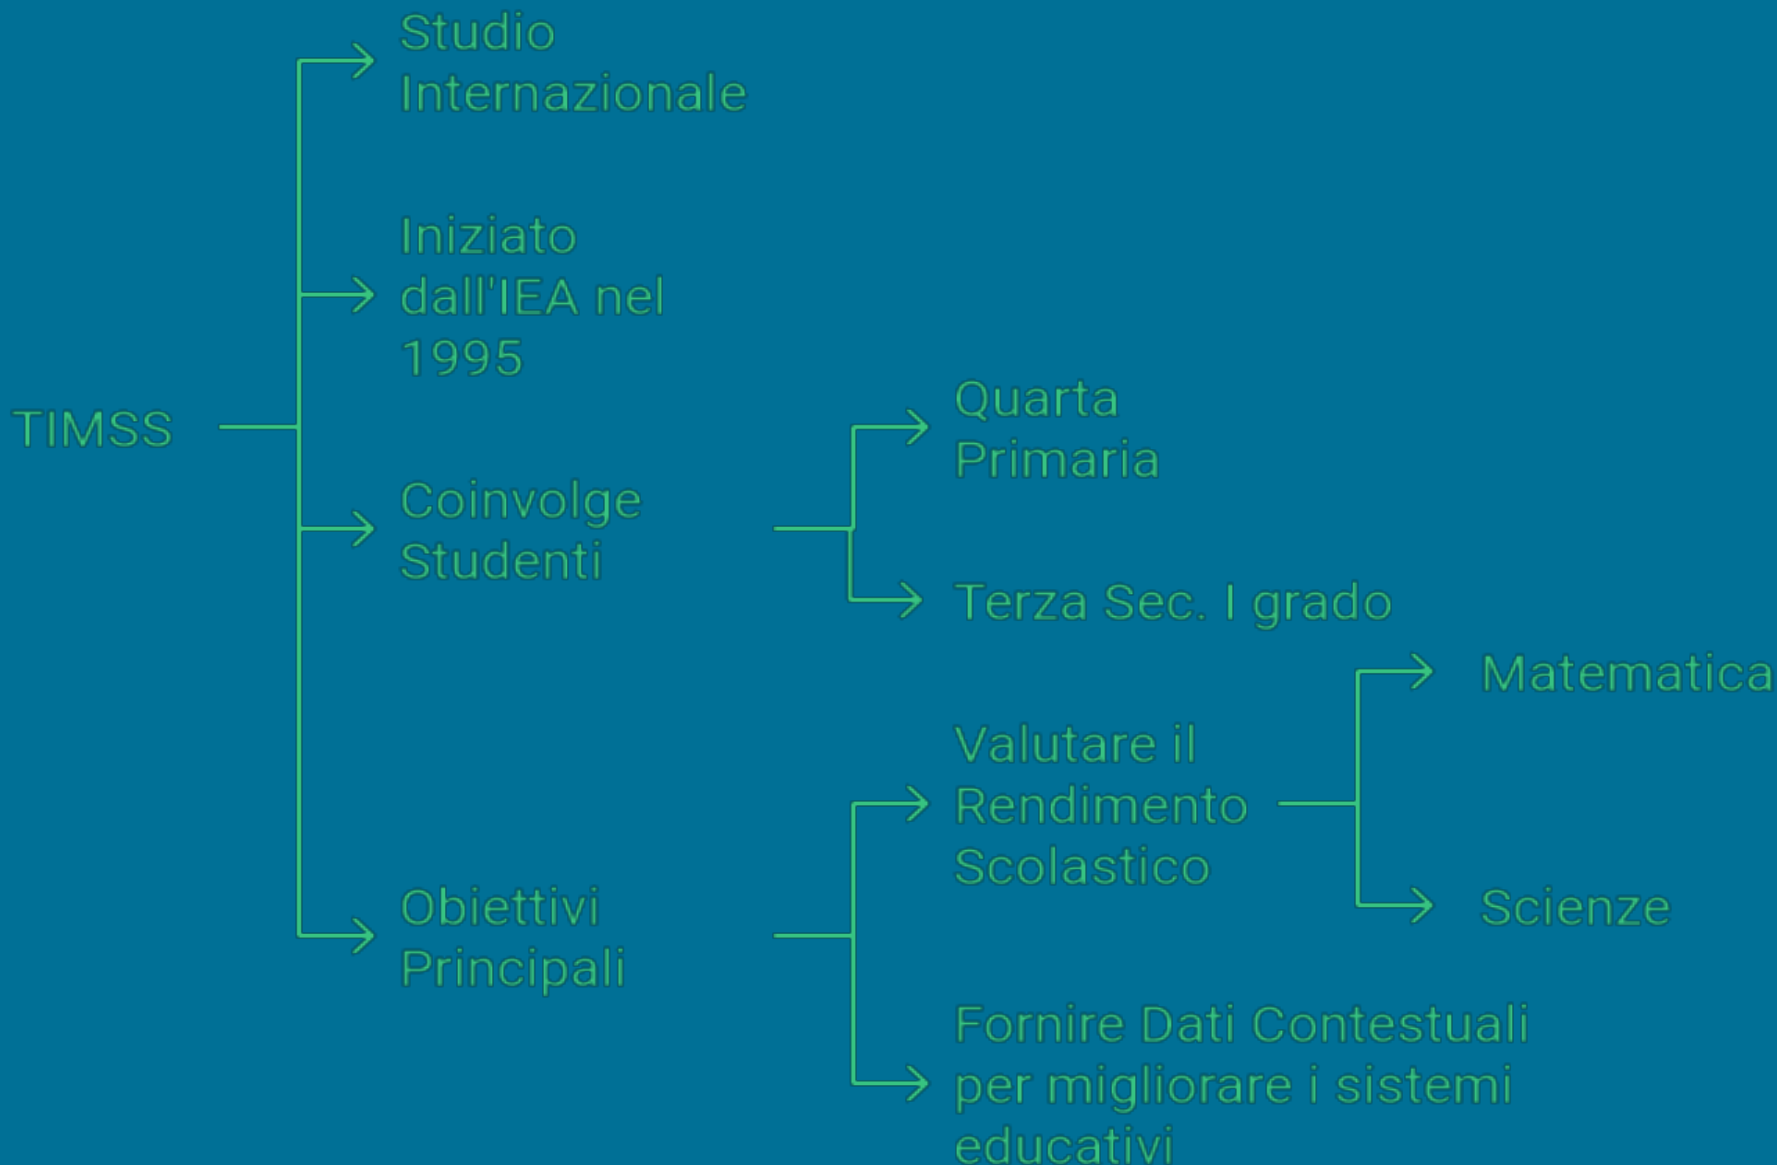 Studio
Internazionale
Iniziato
dall'IEA nel
1995
TIMSS
Coinvolge
Studenti
Quarta
Primaria
Terza Sec. I grado
Obiettivi
Principali
Valutare il
Rendimento
Scolastico
Matematica
Scienze
Fornire Dati Contestuali
per migliorare i sistemi
educativi